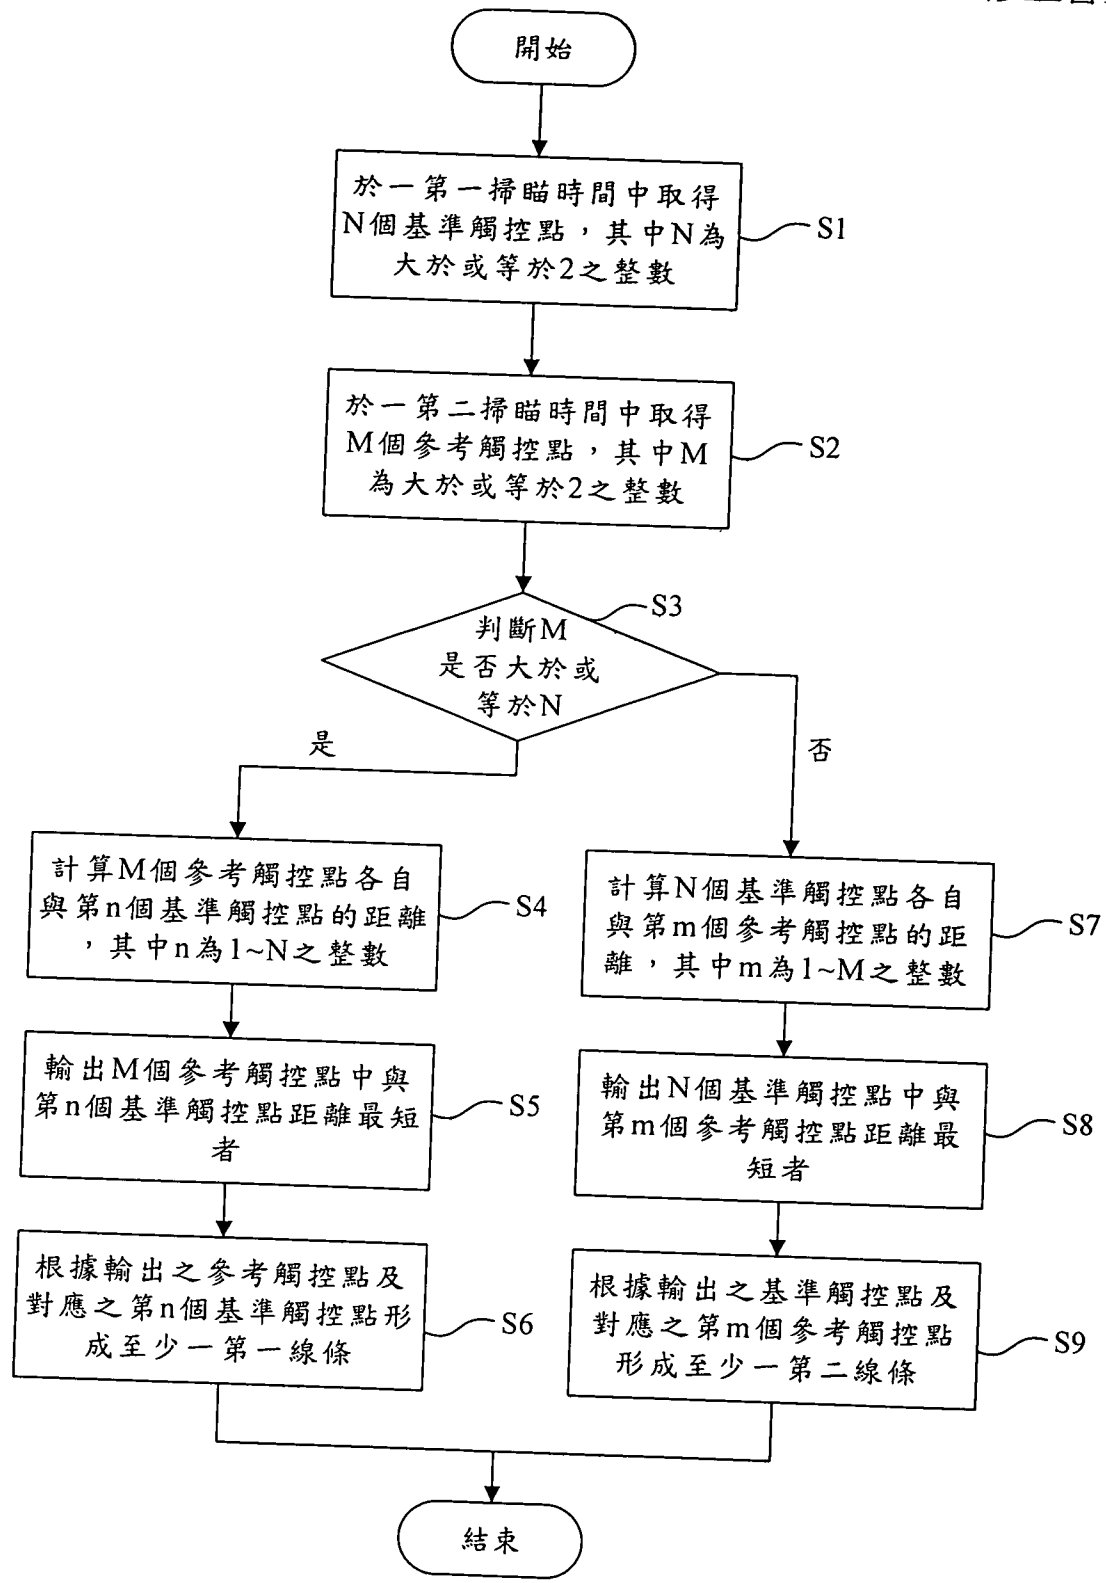 開始
於一第一掃瞄時間中取得
N個基準觸控點，其中N為
大於或等於2之整數
S1
於一第二掃瞄時間中取得
M個參考觸控點，其中M
為大於或等於2之整數
S2
S3
判斷M
是否大於或
等於N
是
否
計算M個參考觸控點各自
與第n個基準觸控點的距離
，其中n為1~N之整數
S4
計算N個基準觸控點各自
與第m個參考觸控點的距
離，其中m為1~M之整數
S7
輸出M個參考觸控點中與
第n個基準觸控點距離最短
者
S5
輸出N個基準觸控點中與
第m個參考觸控點距離最
短者
S8
根據輸出之參考觸控點及
對應之第n個基準觸控點形
成至少一第一線條
S6
根據輸出之基準觸控點及
對應之第m個參考觸控點
形成至少一第二線條
S9
結束